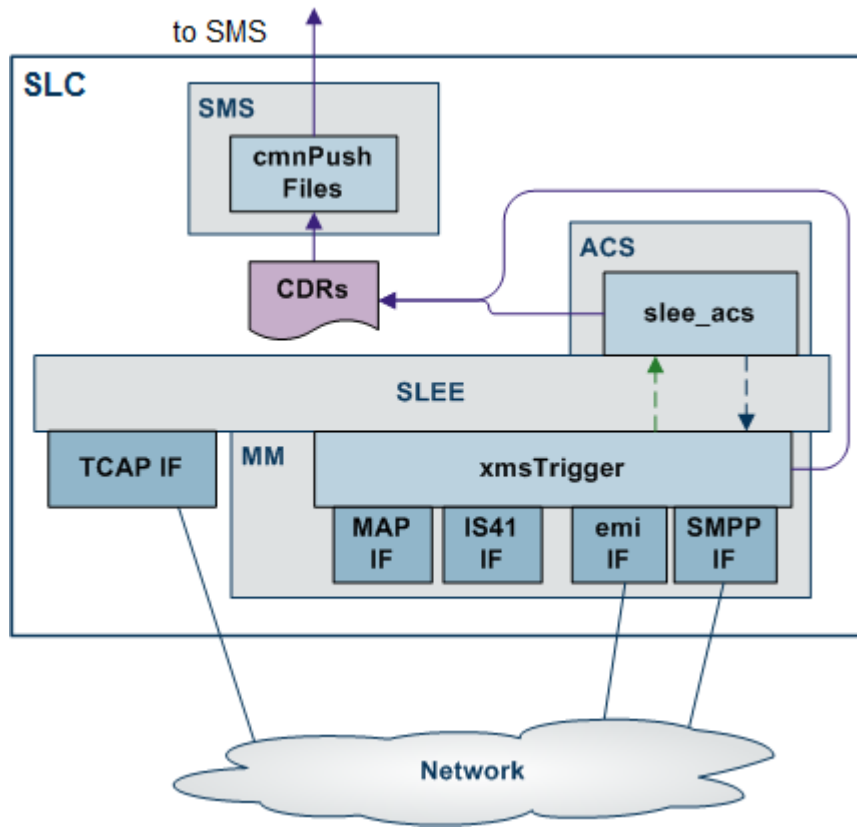 to SMS
SLC
SMS
cmnPush
Files
CDRs
ACS
slee_acs
SLEE
TCAP IF
MM
xmsTrigger
MAP
IF
IS41
IF
emi
IF
SMPP
IF
Network